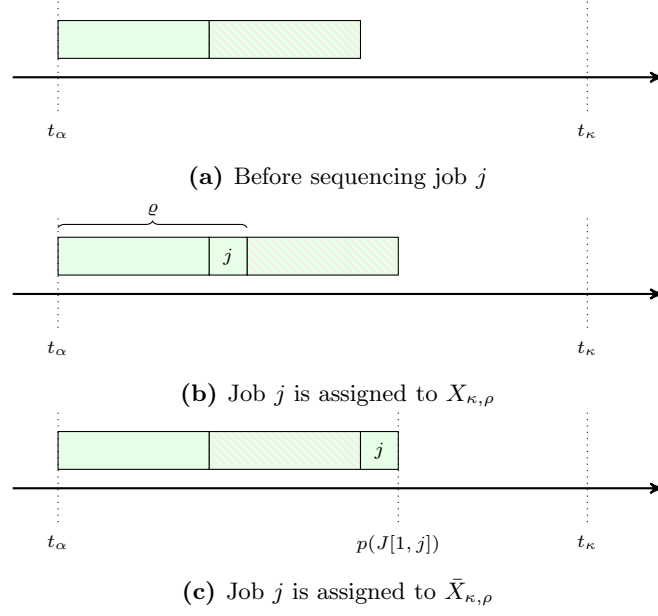 t_α t_κ
(a) Before sequencing job j
ϱ
j
t_α t_κ
(b) Job j is assigned to X_{κ,ρ}
j
t_α p(J[1, j]) t_κ
(c) Job j is assigned to X̄_{κ,ρ}